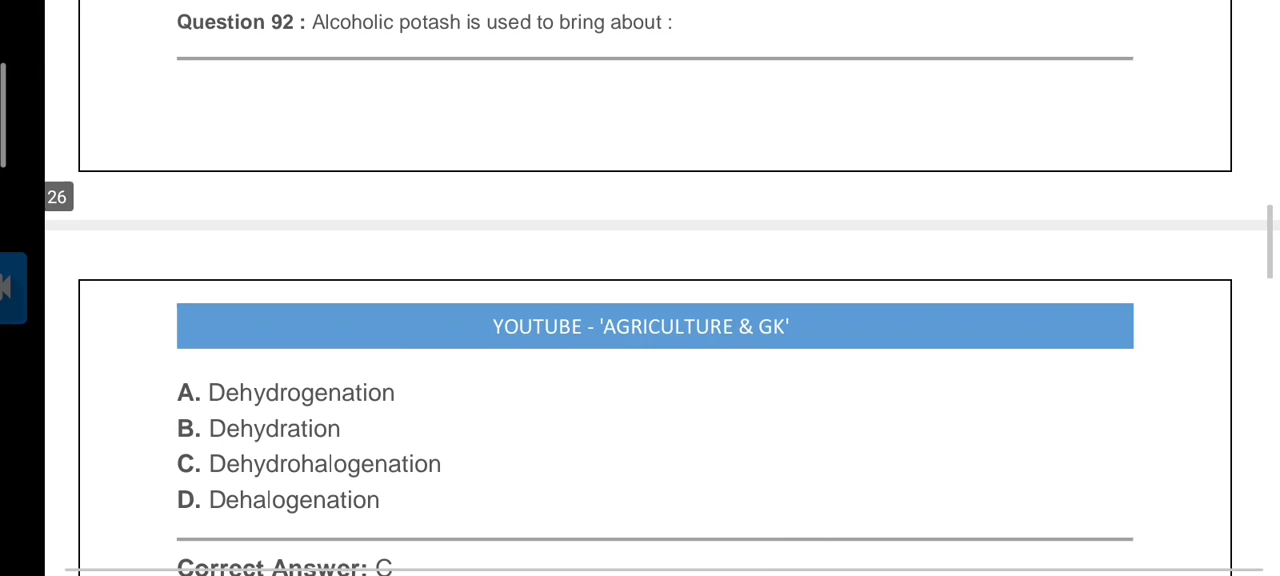 Question 92 : Alcoholic potash is used to bring about :
26
YOUTUBE - 'AGRICULTURE & GK'
A. Dehydrogenation
B. Dehydration
C. Dehydrohalogenation
D. Dehalogenation
Correct Answer: C